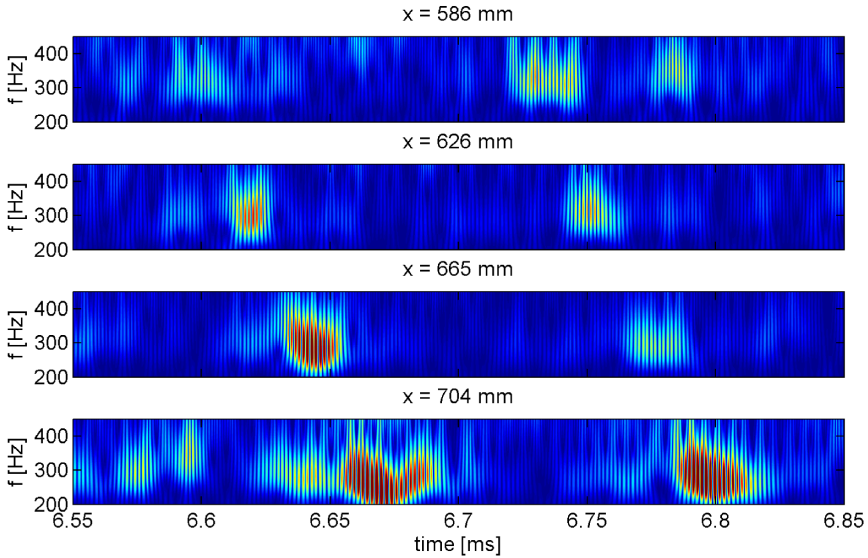 x = 586 mm
f [Hz]
400
300
200
x = 626 mm
f [Hz]
400
300
200
x = 665 mm
f [Hz]
400
300
200
x = 704 mm
f [Hz]
400
300
200
6.55 6.6 6.65 6.7 6.75 6.8 6.85
time [ms]